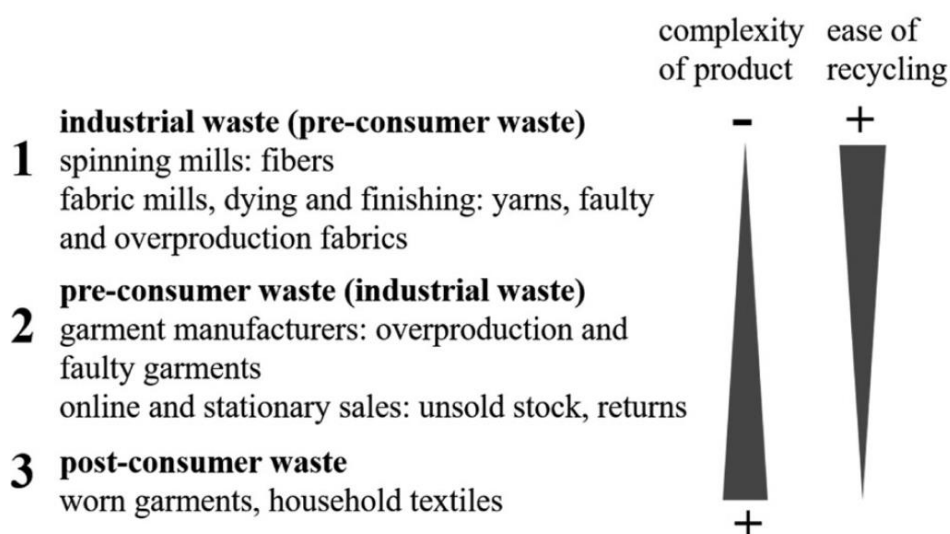 complexity ease of
of product recycling
- +
industrial waste (pre-consumer waste)
1 spinning mills: fibers
fabric mills, dying and finishing: yarns, faulty
and overproduction fabrics
pre-consumer waste (industrial waste)
2 garment manufacturers: overproduction and
faulty garments
online and stationary sales: unsold stock, returns
3 post-consumer waste
worn garments, household textiles
+